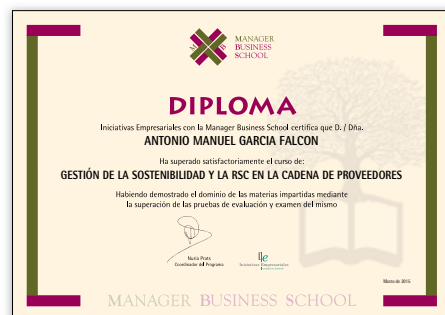 M B S
MANAGER
BUSINESS
SCHOOL
DIPLOMA
Iniciativas Empresariales con la Manager Business School certifica que D. / Dña.
ANTONIO MANUEL GARCIA FALCON
Ha superado satisfactoriamente el curso de:
GESTIÓN DE LA SOSTENIBILIDAD Y LA RSC EN LA CADENA DE PROVEEDORES
Habiendo demostrado el dominio de las materias impartidas mediante
la superación de las pruebas de evaluación y examen del mismo
Nuria Prats
Coordinador del Programa
Iniciativas Empresariales
Marzo de 2015
MANAGER BUSINESS SCHOOL